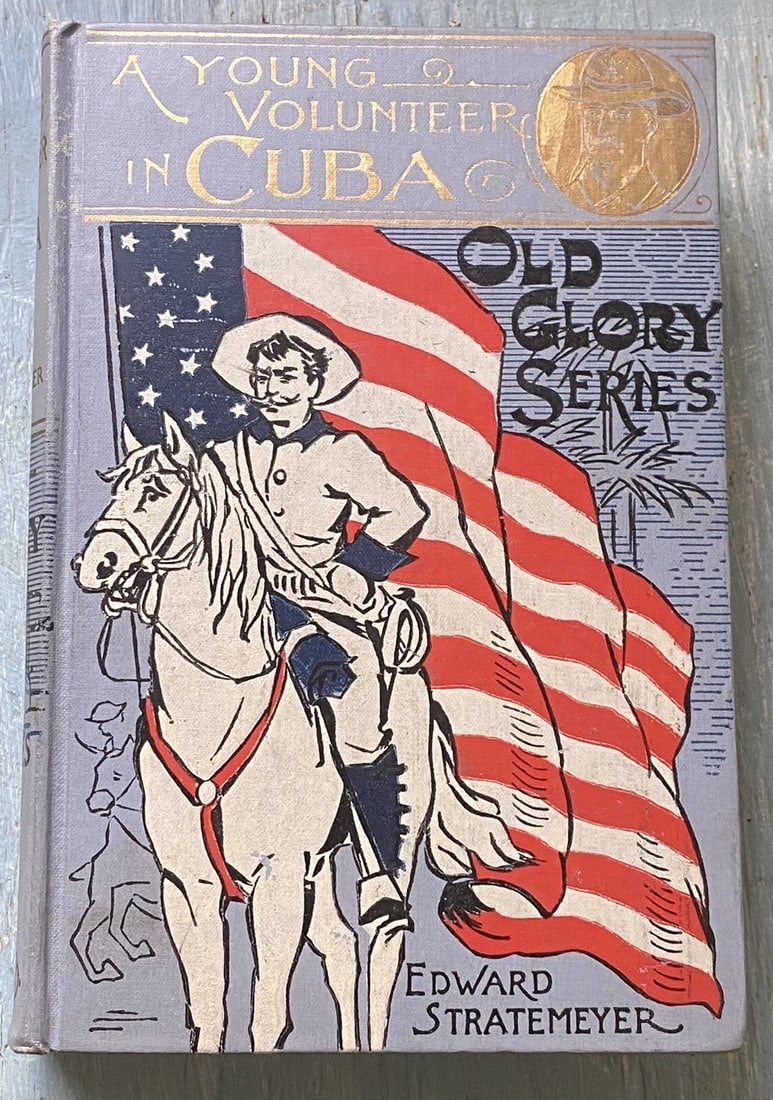 A YOUNG
VOLUNTEER
IN CUBA
OLD
GLORY
SERIES
EDWARD
STRATEMEYER